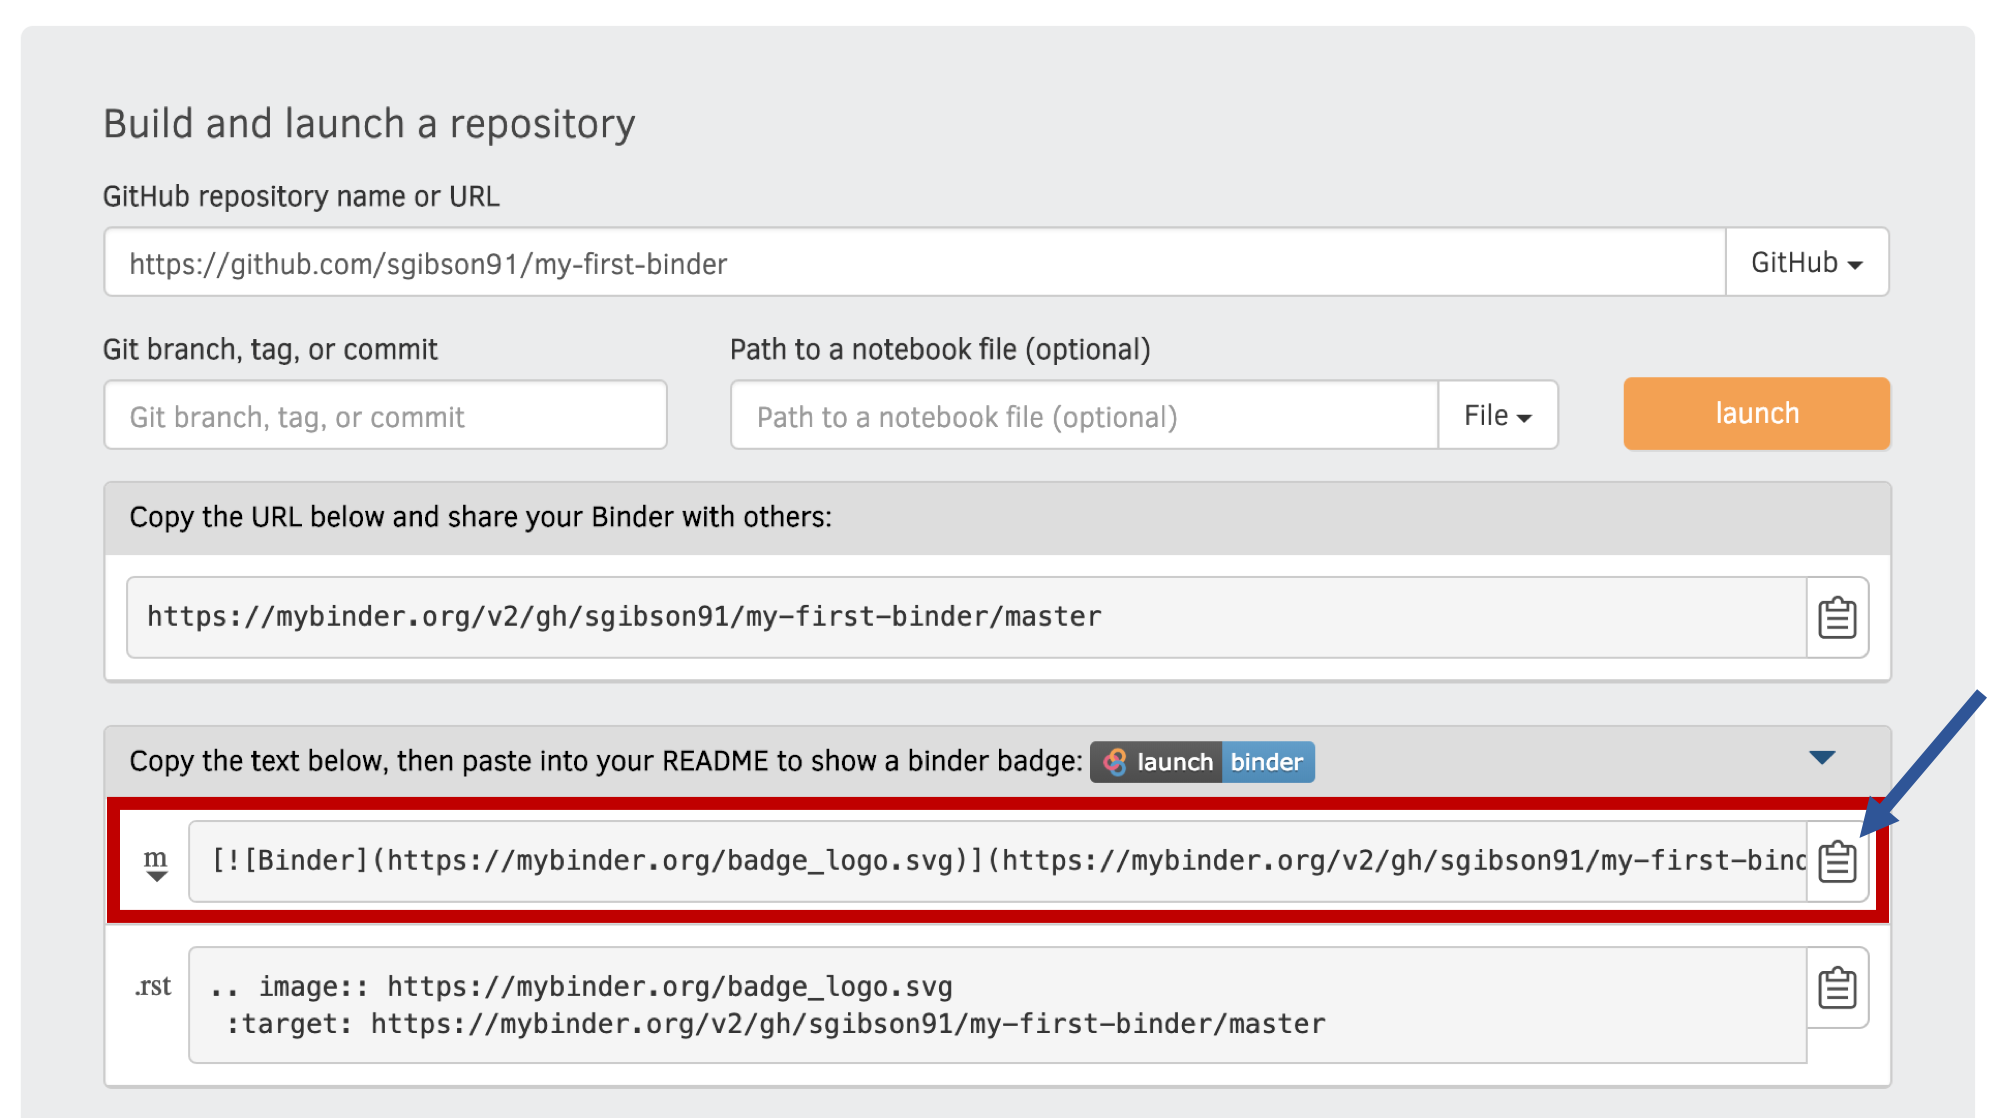 Build and launch a repository
GitHub repository name or URL
https://github.com/sgibson91/my-first-binder
GitHub
Git branch, tag, or commit
Path to a notebook file (optional)
Git branch, tag, or commit
Path to a notebook file (optional)
File
launch
Copy the URL below and share your Binder with others:
https://mybinder.org/v2/gh/sgibson91/my-first-binder/master
Copy the text below, then paste into your README to show a binder badge: launch binder
m
[![Binder](https://mybinder.org/badge_logo.svg)](https://mybinder.org/v2/gh/sgibson91/my-first-bind
.rst
.. image:: https://mybinder.org/badge_logo.svg
:target: https://mybinder.org/v2/gh/sgibson91/my-first-binder/master